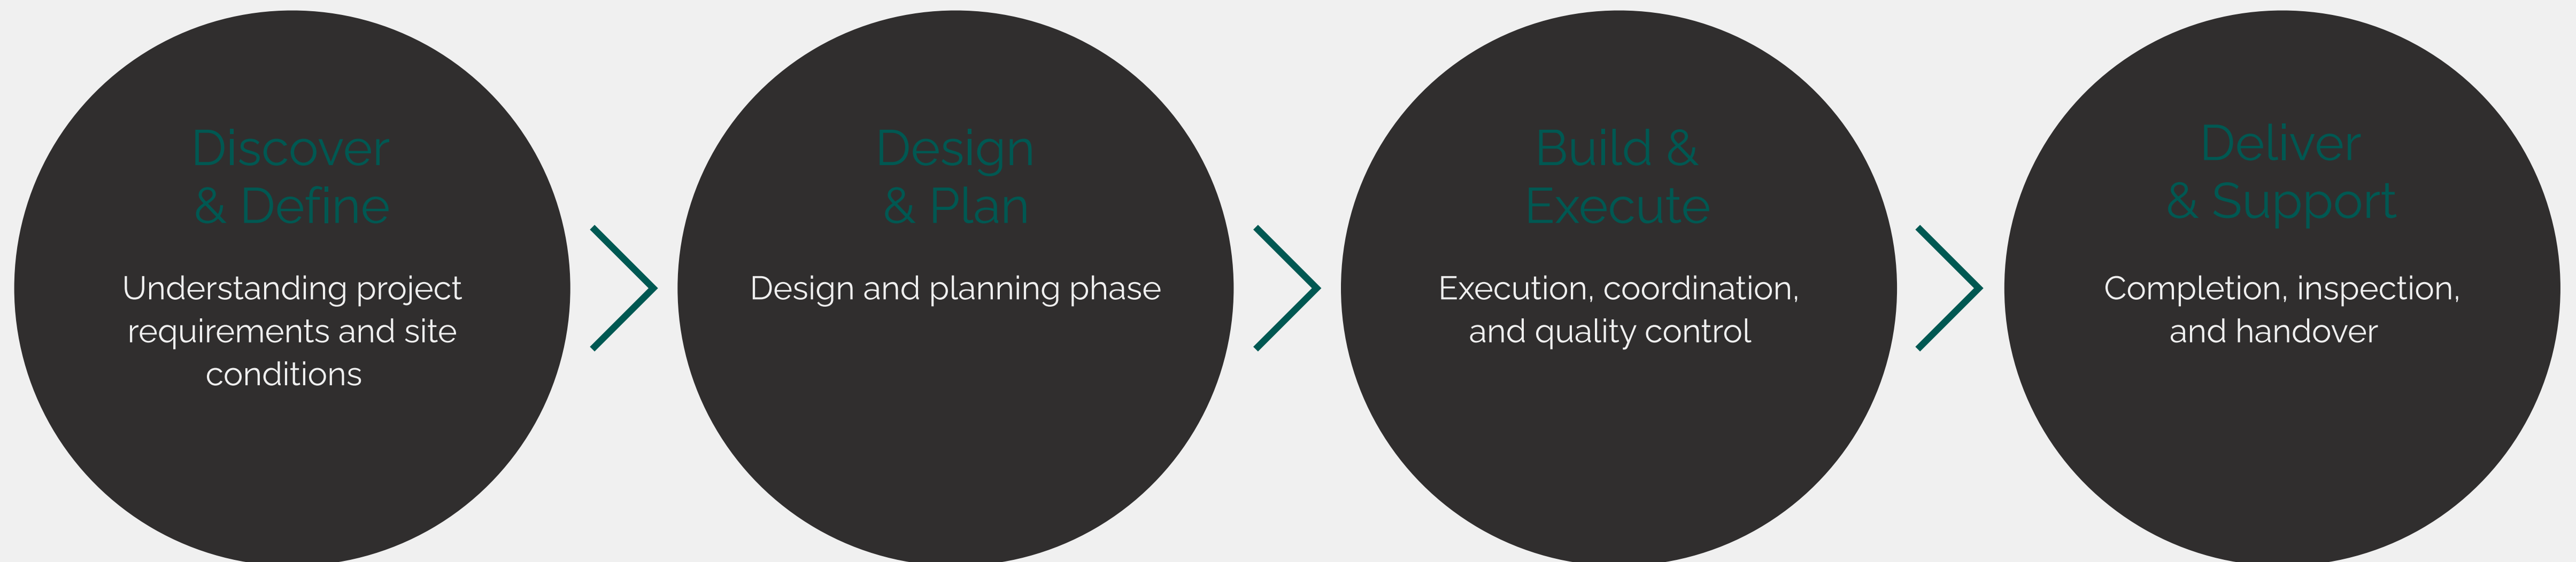 Discover
& Define
Understanding project
requirements and site
conditions
Design
& Plan
Design and planning phase
Build &
Execute
Execution, coordination,
and quality control
Deliver
& Support
Completion, inspection,
and handover